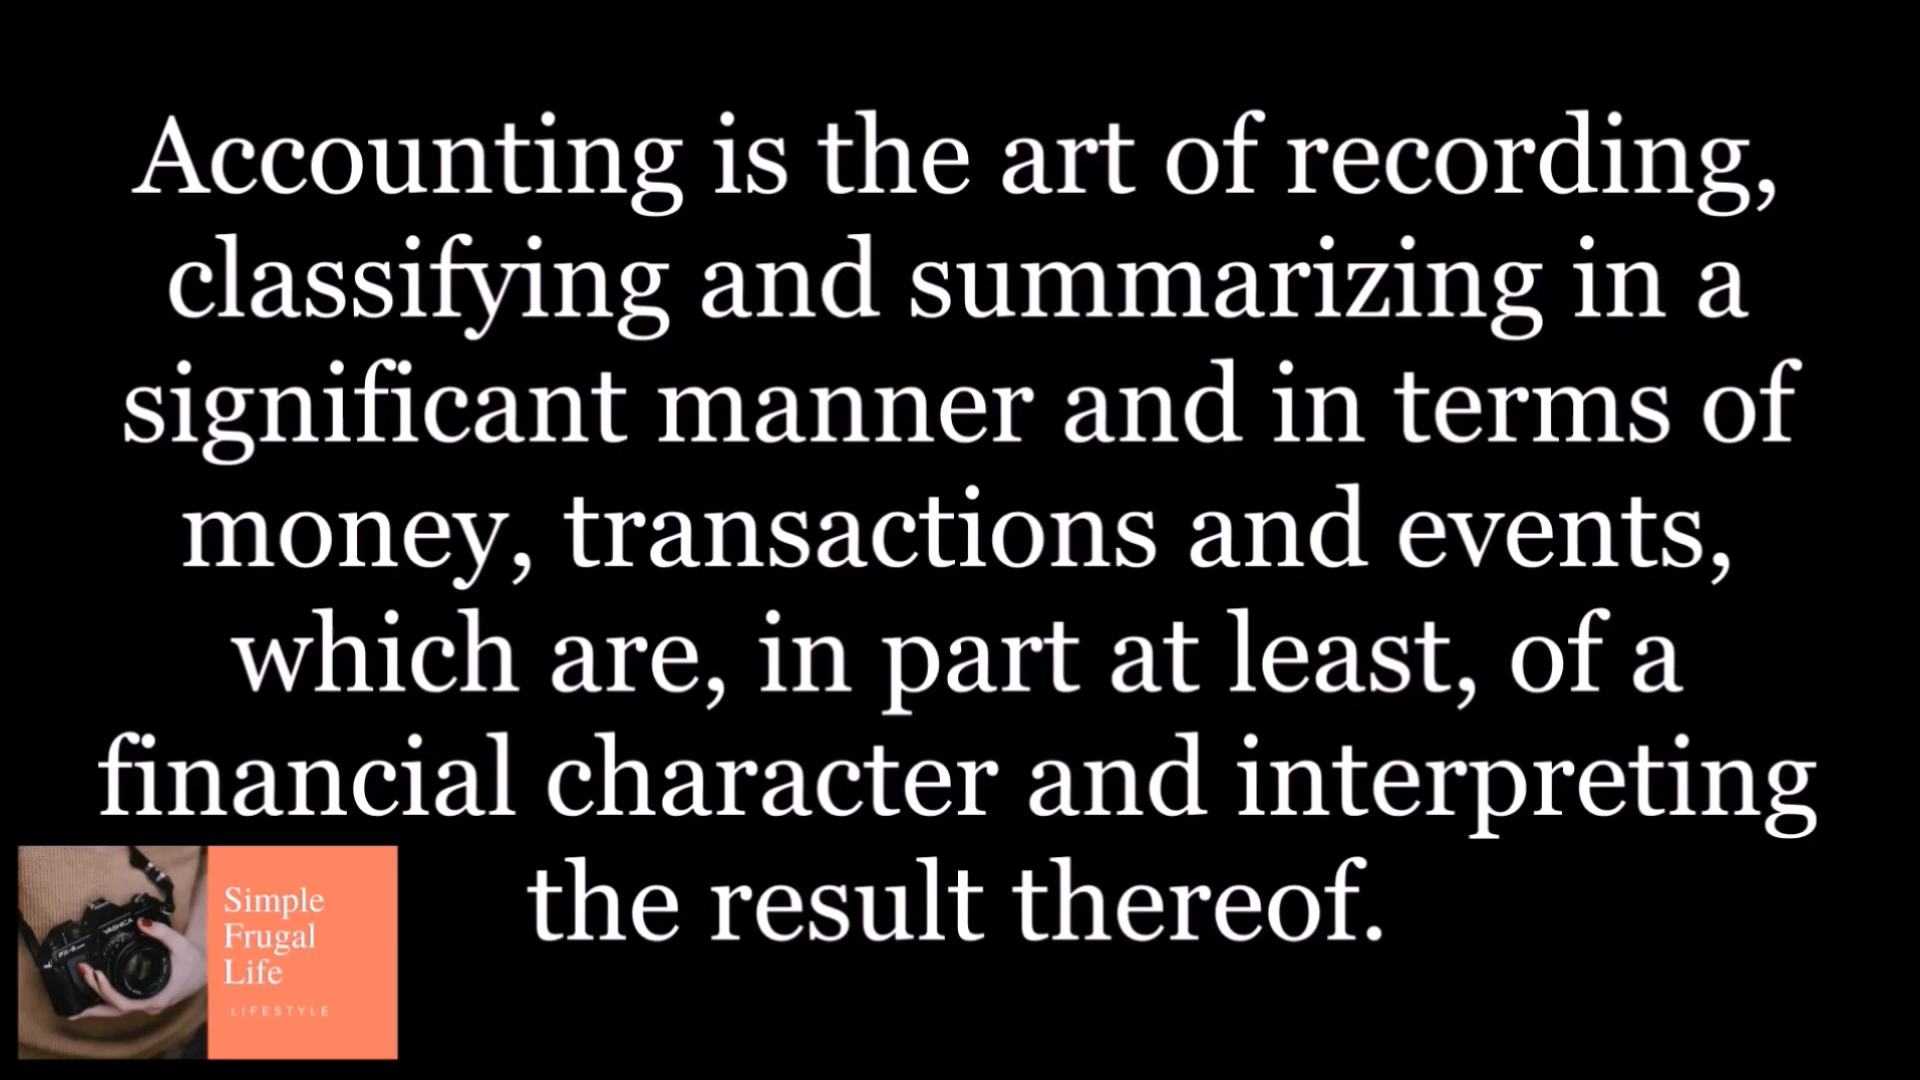 Accounting is the art of recording,
classifying and summarizing in a
significant manner and in terms of
money, transactions and events,
which are, in part at least, of a
financial character and interpreting
the result thereof.
Simple
Frugal
Life
LIFESTYLE
YASHICA